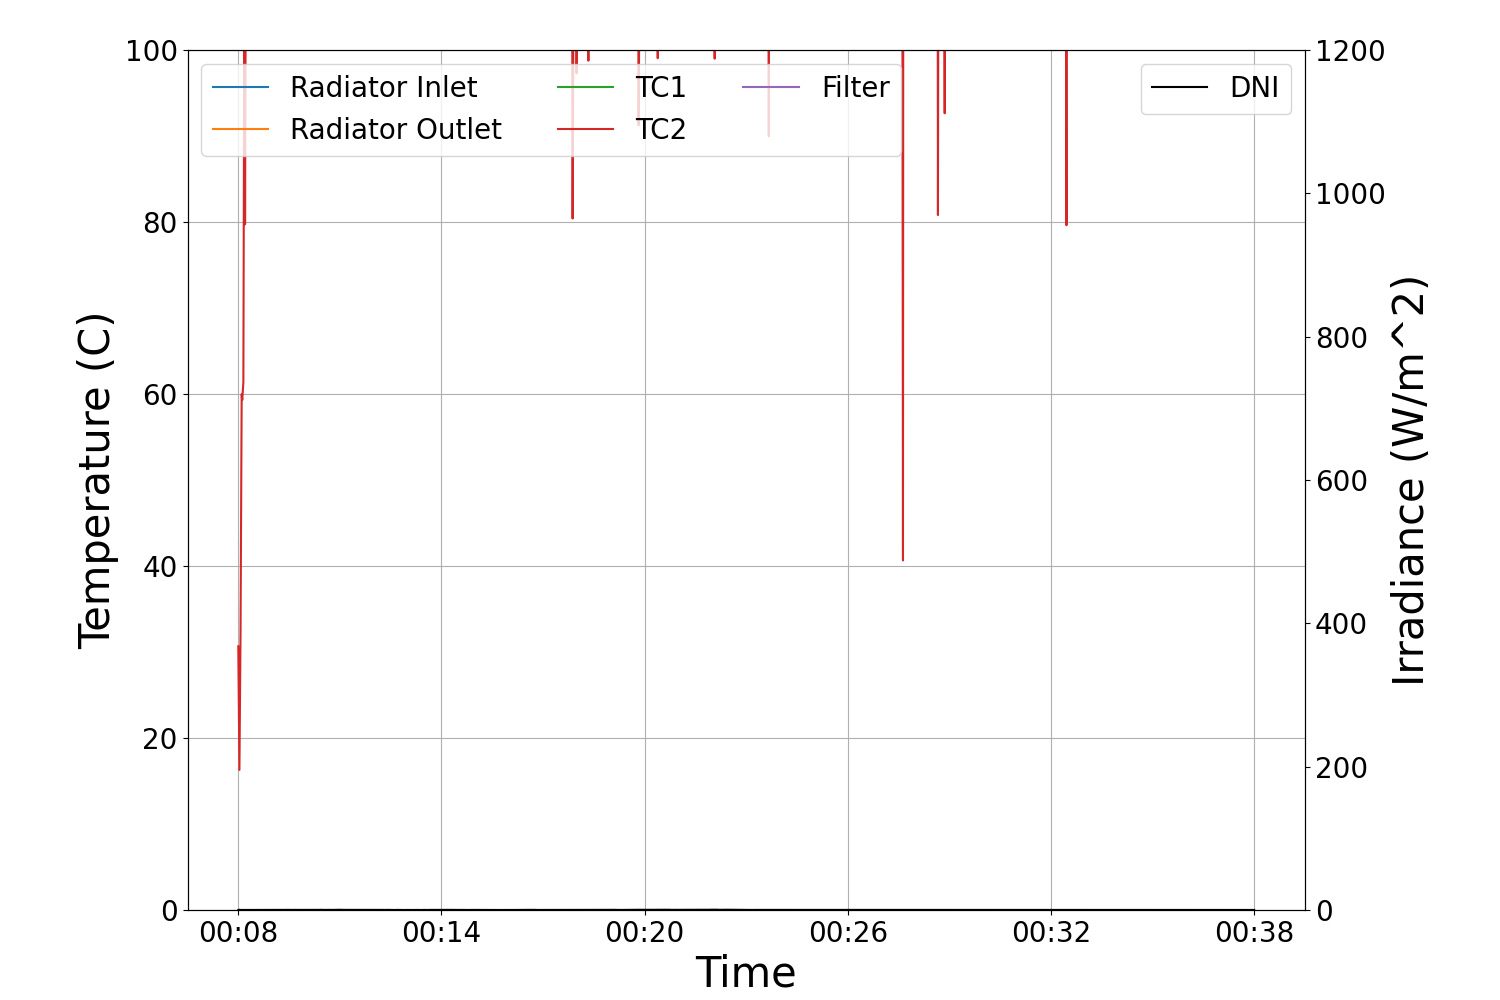 100
80
60
40
20
0
Temperature (C)
Radiator Inlet
Radiator Outlet
TC1
TC2
Filter
DNI
1200
1000
800
600
400
200
0
Irradiance (W/m^2)
00:08 00:14 00:20 00:26 00:32 00:38
Time